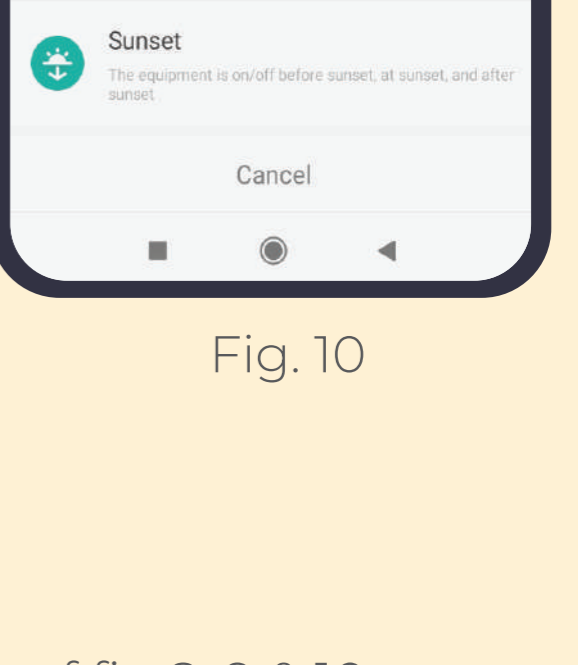 Sunset
The equipment is on/off before sunset, at sunset, and after
sunset
Cancel
Fig. 10